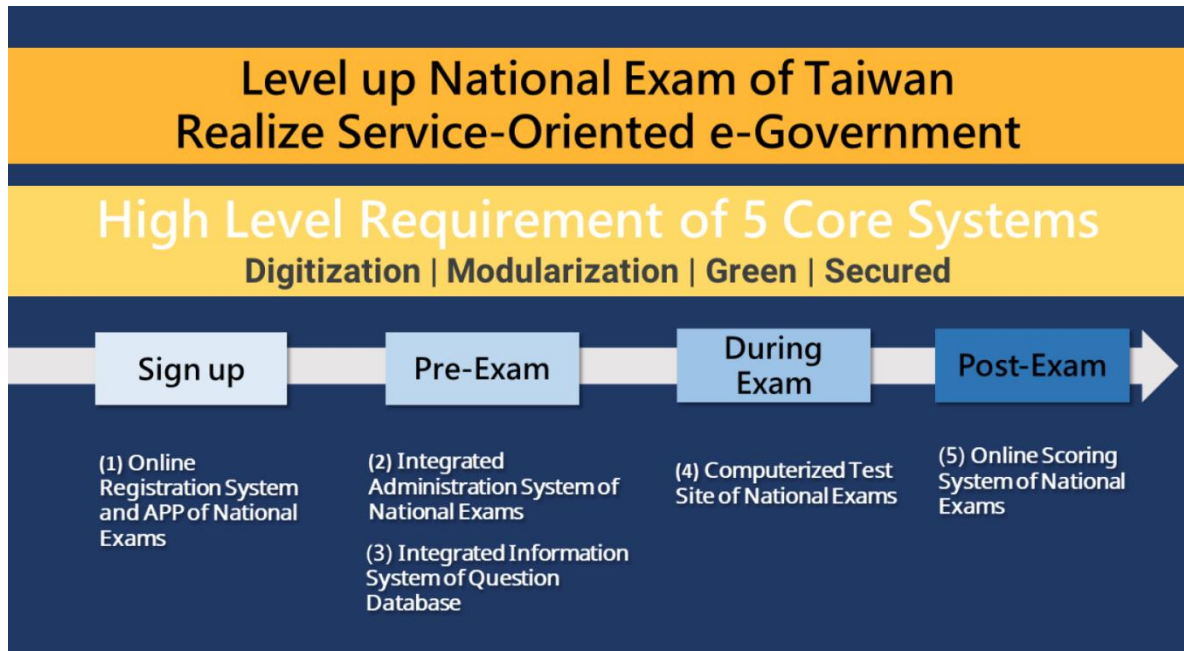 Level up National Exam of Taiwan
Realize Service-Oriented e-Government
High Level Requirement of 5 Core Systems
Digitization | Modularization | Green | Secured
Sign up
Pre-Exam
During
Exam
Post-Exam
(1) Online
Registration System
and APP of National
Exams
(2) Integrated
Administration System of
National Exams
(3) Integrated Information
System of Question
Database
(4) Computerized Test
Site of National Exams
(5) Online Scoring
System of National
Exams